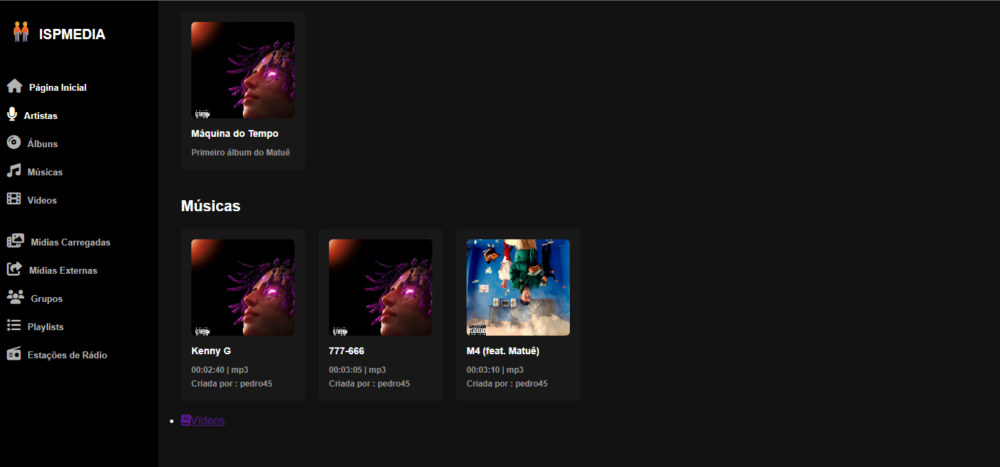 ISPMEDIA
Página Inicial
Artistas
Álbuns
Músicas
Vídeos
Mídias Carregadas
Mídias Externas
Grupos
Playlists
Estações de Rádio
Máquina do Tempo
Primeiro álbum do Matuê
Músicas
Kenny G
00:02:40 | mp3
Criada por : pedro45
777-666
00:03:05 | mp3
Criada por : pedro45
M4 (feat. Matuê)
00:03:10 | mp3
Criada por : pedro45
Vídeos